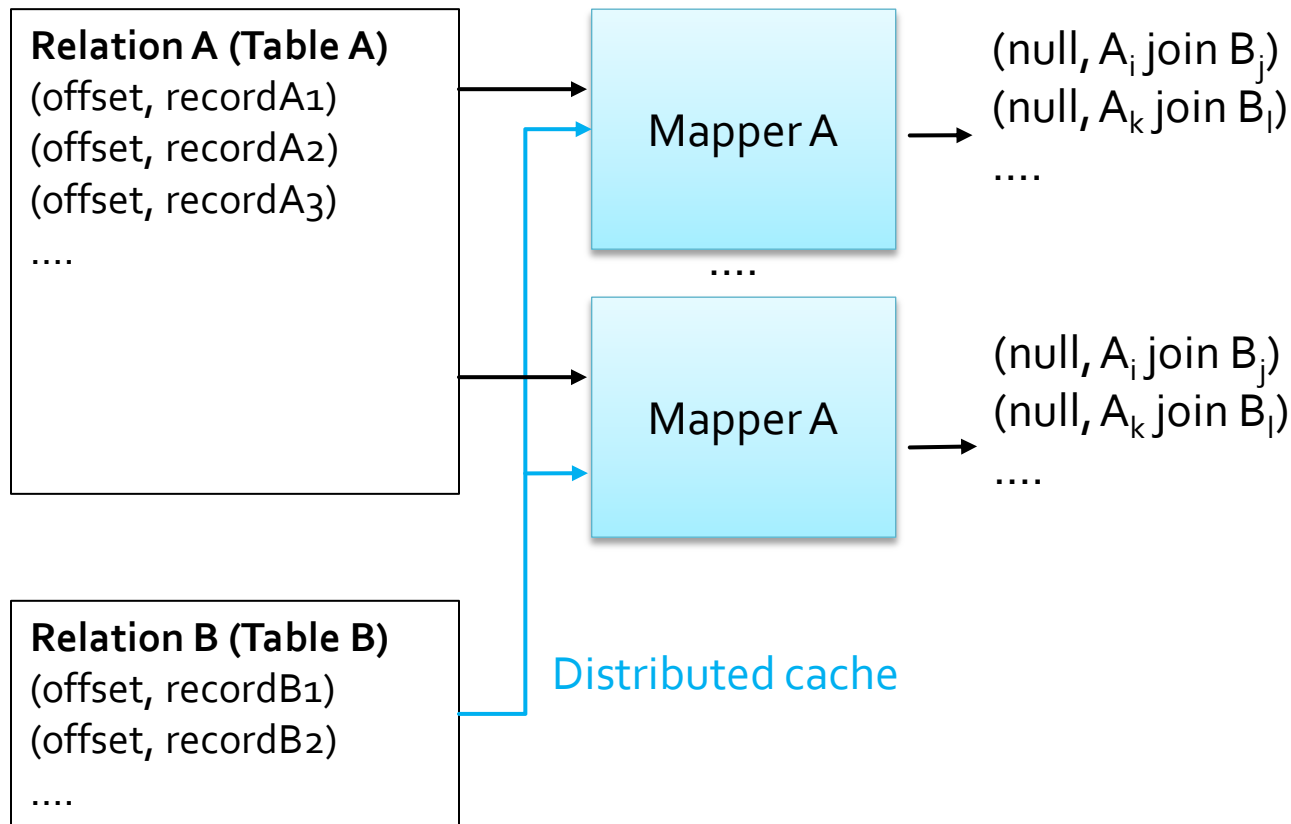 Relation A (Table A)
(offset, recordA1)
(offset, recordA2)
(offset, recordA3)
....
Mapper A
(null, Ai join Bj)
(null, Ak join Bl)
....
....
Mapper A
(null, Ai join Bj)
(null, Ak join Bl)
....
Relation B (Table B)
(offset, recordB1)
(offset, recordB2)
....
Distributed cache